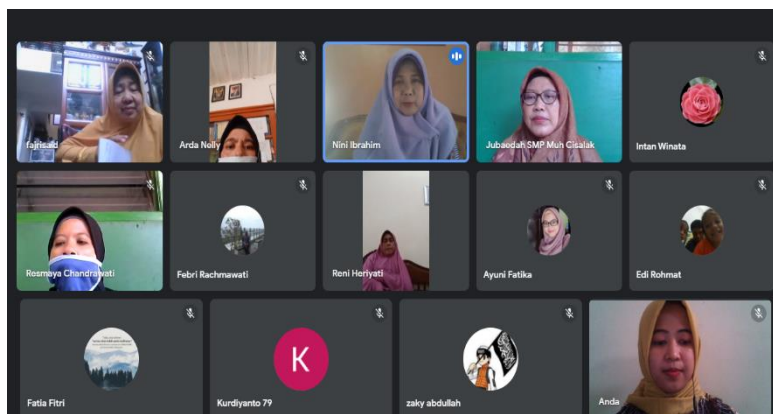 fajrisaid
Arda Nelly
Nini Ibrahim
Jubaedah SMP Muh Cisalak
Intan Winata
Resmaya Chandrawati
Febri Rachmawati
Reni Heriyati
Ayuni Fatika
Edi Rohmat
Fatia Fitri
K
Kurdiyanto 79
zaky abdullah
Anda